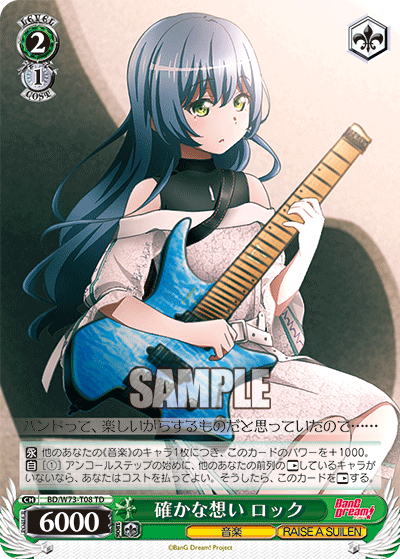 LEVEL
2
1
COST
SAMPLE
バンドって、楽しいからするものだと思っていたので……
永 他のあなたの《音楽》のキャラ1枚につき、このカードのパワーを＋1000。
自 [①] アンコールステップの始めに、他のあなたの前列の しているキャラが
いないなら、あなたはコストを払ってよい。そうしたら、このカードを する。
CH BD/W73-T08 TD
6000
確かな想い ロック
BanG Dream!
音楽
RAISE A SUILEN
©BanG Dream! Project